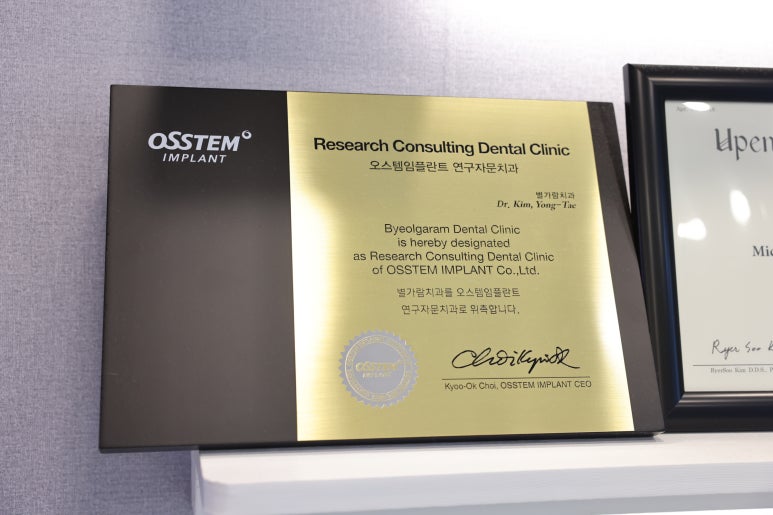 OSSTEM
IMPLANT
Research Consulting Dental Clinic
오스템임플란트 연구자문치과
별가람치과
Dr. Kim, Yong-Tae
Byeolgaram Dental Clinic
is hereby designated
as Research Consulting Dental Clinic
of OSSTEM IMPLANT Co.,Ltd.
별가람치과를 오스템임플란트
연구자문치과로 위촉합니다.
OSSTEM
IMPLANT
Kyoo-Ok Choi, OSSTEM IMPLANT CEO
Upen
Mic
RyerSoo Kim D.D.S., P